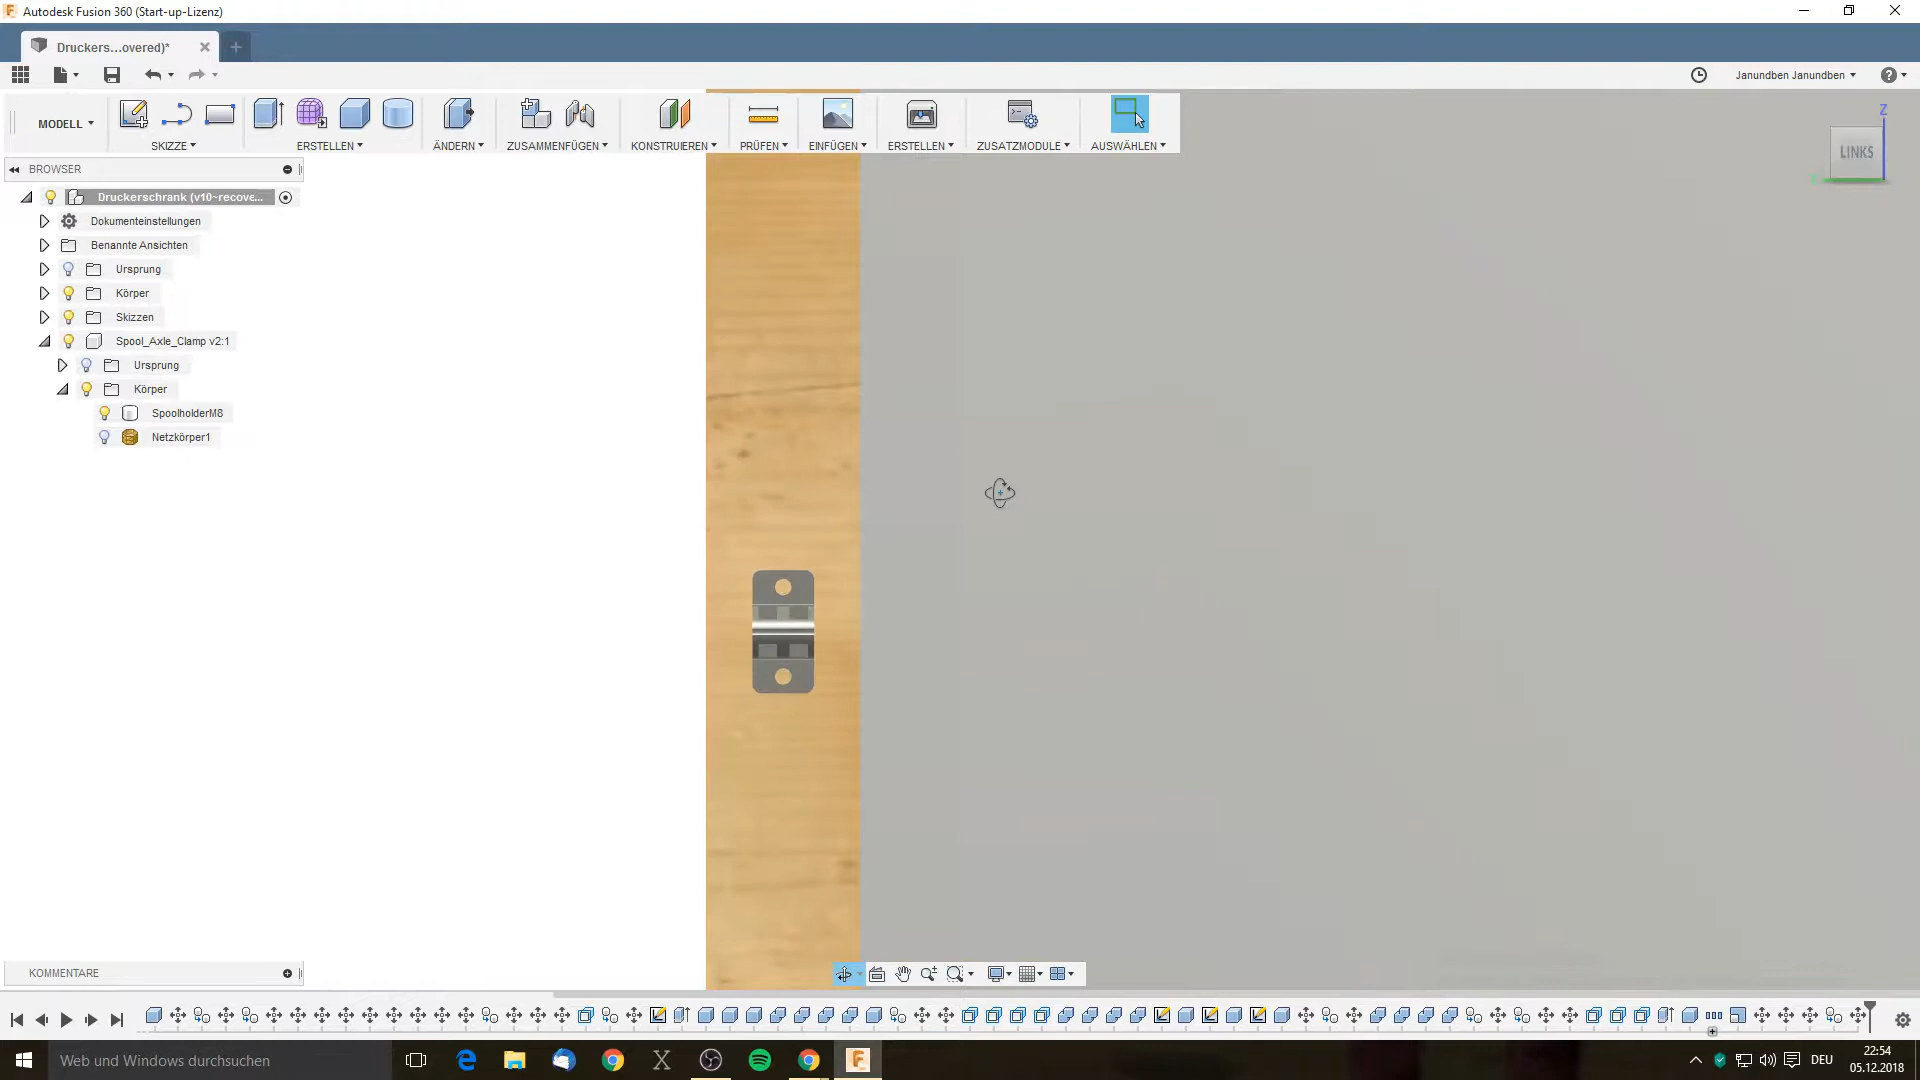 Autodesk Fusion 360 (Start-up-Lizenz)
Druckers...overed)*
Janundben Janundben
MODELL
SKIZZE
ERSTELLEN
ÄNDERN
ZUSAMMENFÜGEN
KONSTRUIEREN
PRÜFEN
EINFÜGEN
ERSTELLEN
ZUSATZMODULE
AUSWÄHLEN
Z
LINKS
BROWSER
Druckerschrank (v10~recove...
Dokumenteinstellungen
Benannte Ansichten
Ursprung
Körper
Skizzen
Spool_Axle_Clamp v2:1
Ursprung
Körper
SpoolholderM8
Netzkörper1
KOMMENTARE
Web und Windows durchsuchen
DEU
22:54
05.12.2018